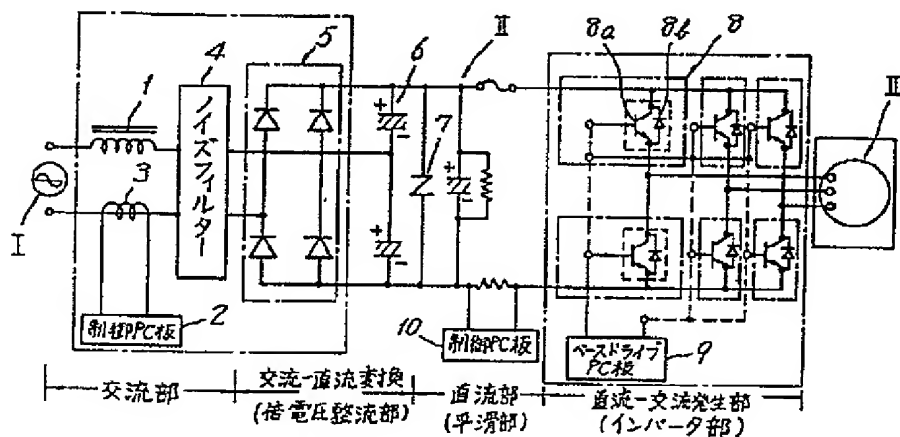 I
1
3
4
ノイズフィルター
制御PC板
2
5
6
7
II
制御PC板
10
8a
8b
8
III
ベースドライブ
PC板
9
交流部
交流-直流変換
(倍電圧整流部)
直流部
(平滑部)
直流-交流発生部
(インバータ部)